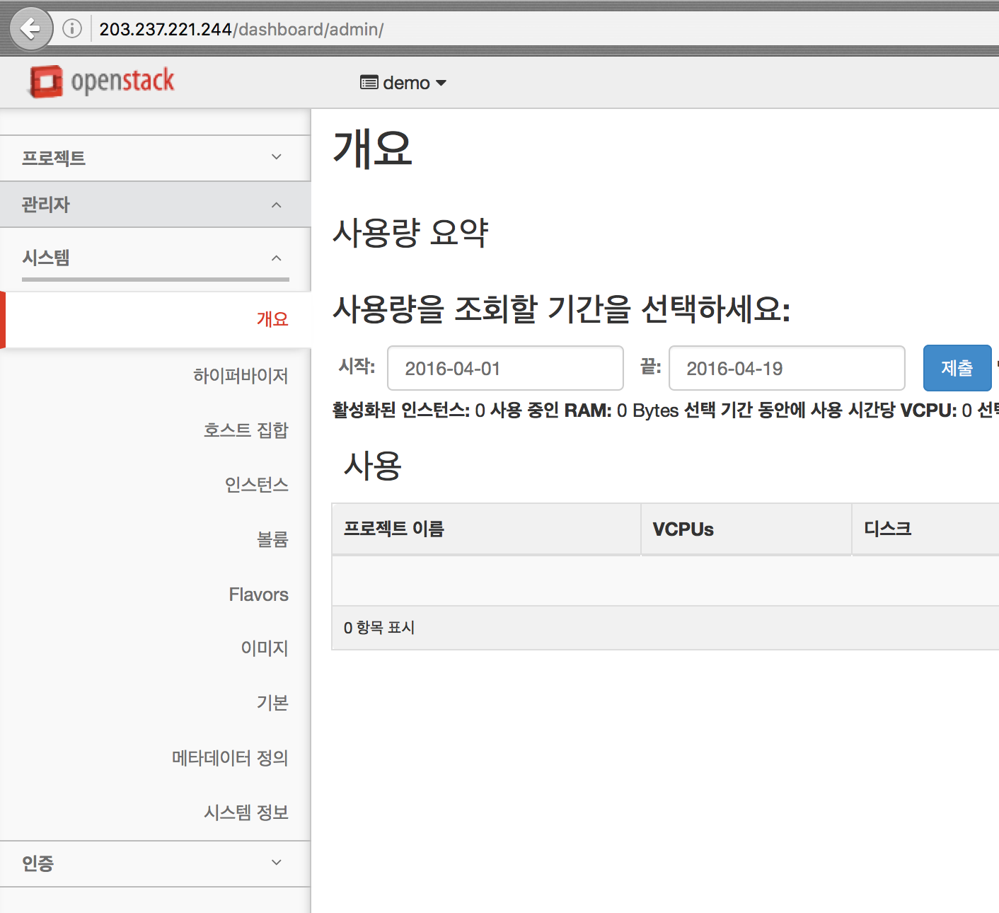 203.237.221.244/dashboard/admin/
openstack
demo
프로젝트
관리자
시스템
개요
하이퍼바이저
호스트 집합
인스턴스
볼륨
Flavors
이미지
기본
메타데이터 정의
시스템 정보
인증
개요
사용량 요약
사용량을 조회할 기간을 선택하세요:
시작: 2016-04-01 끝: 2016-04-19 제출
활성화된 인스턴스: 0 사용 중인 RAM: 0 Bytes 선택 기간 동안에 사용 시간당 VCPU: 0
사용
프로젝트 이름 VCPUs 디스크
0 항목 표시